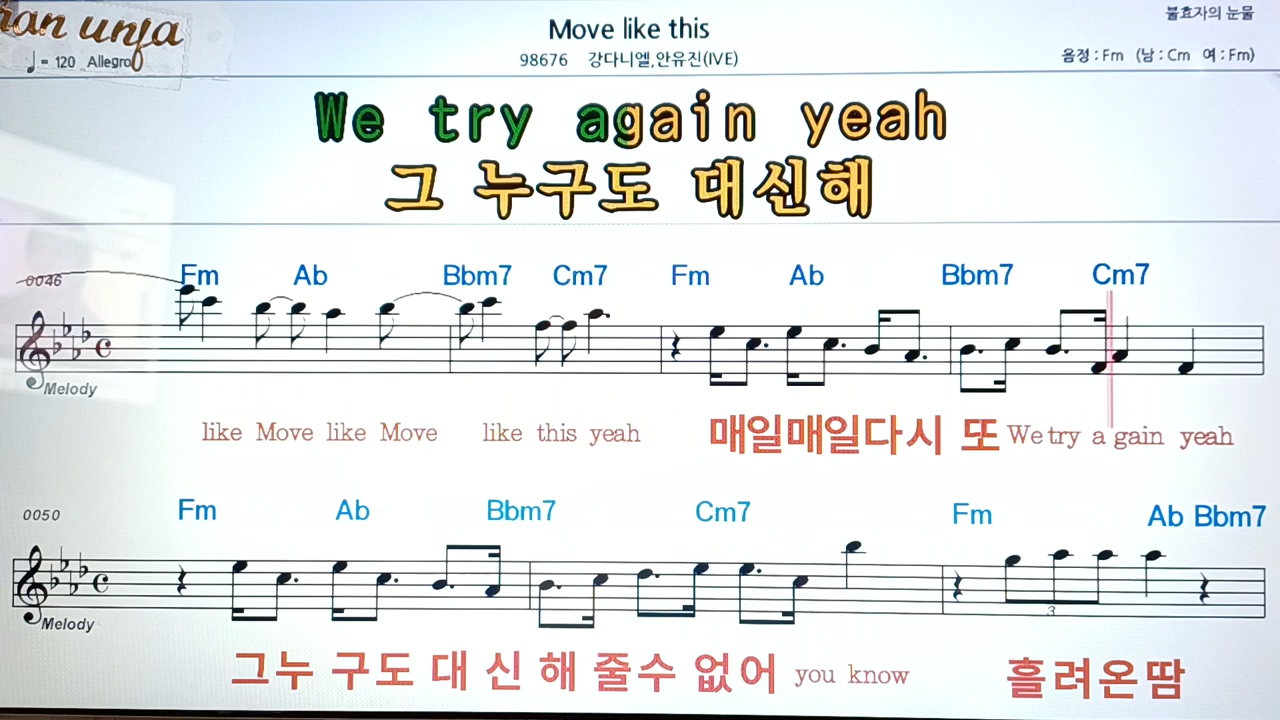 불효자의 눈물
Move like this
♩= 120 Allegro
98676 강다니엘,안유진(IVE)
음정 : Fm (남 : Cm 여 : Fm)
We try again yeah
그 누구도 대신해
0046
Fm Ab Bbm7 Cm7 Fm Ab Bbm7 Cm7
Melody
like Move like Move like this yeah 매일매일다시 또 We try a gain yeah
0050
Fm Ab Bbm7 Cm7 Fm Ab Bbm7
3
Melody
그누 구도 대 신 해 줄수 없어 you know 흘려온땀